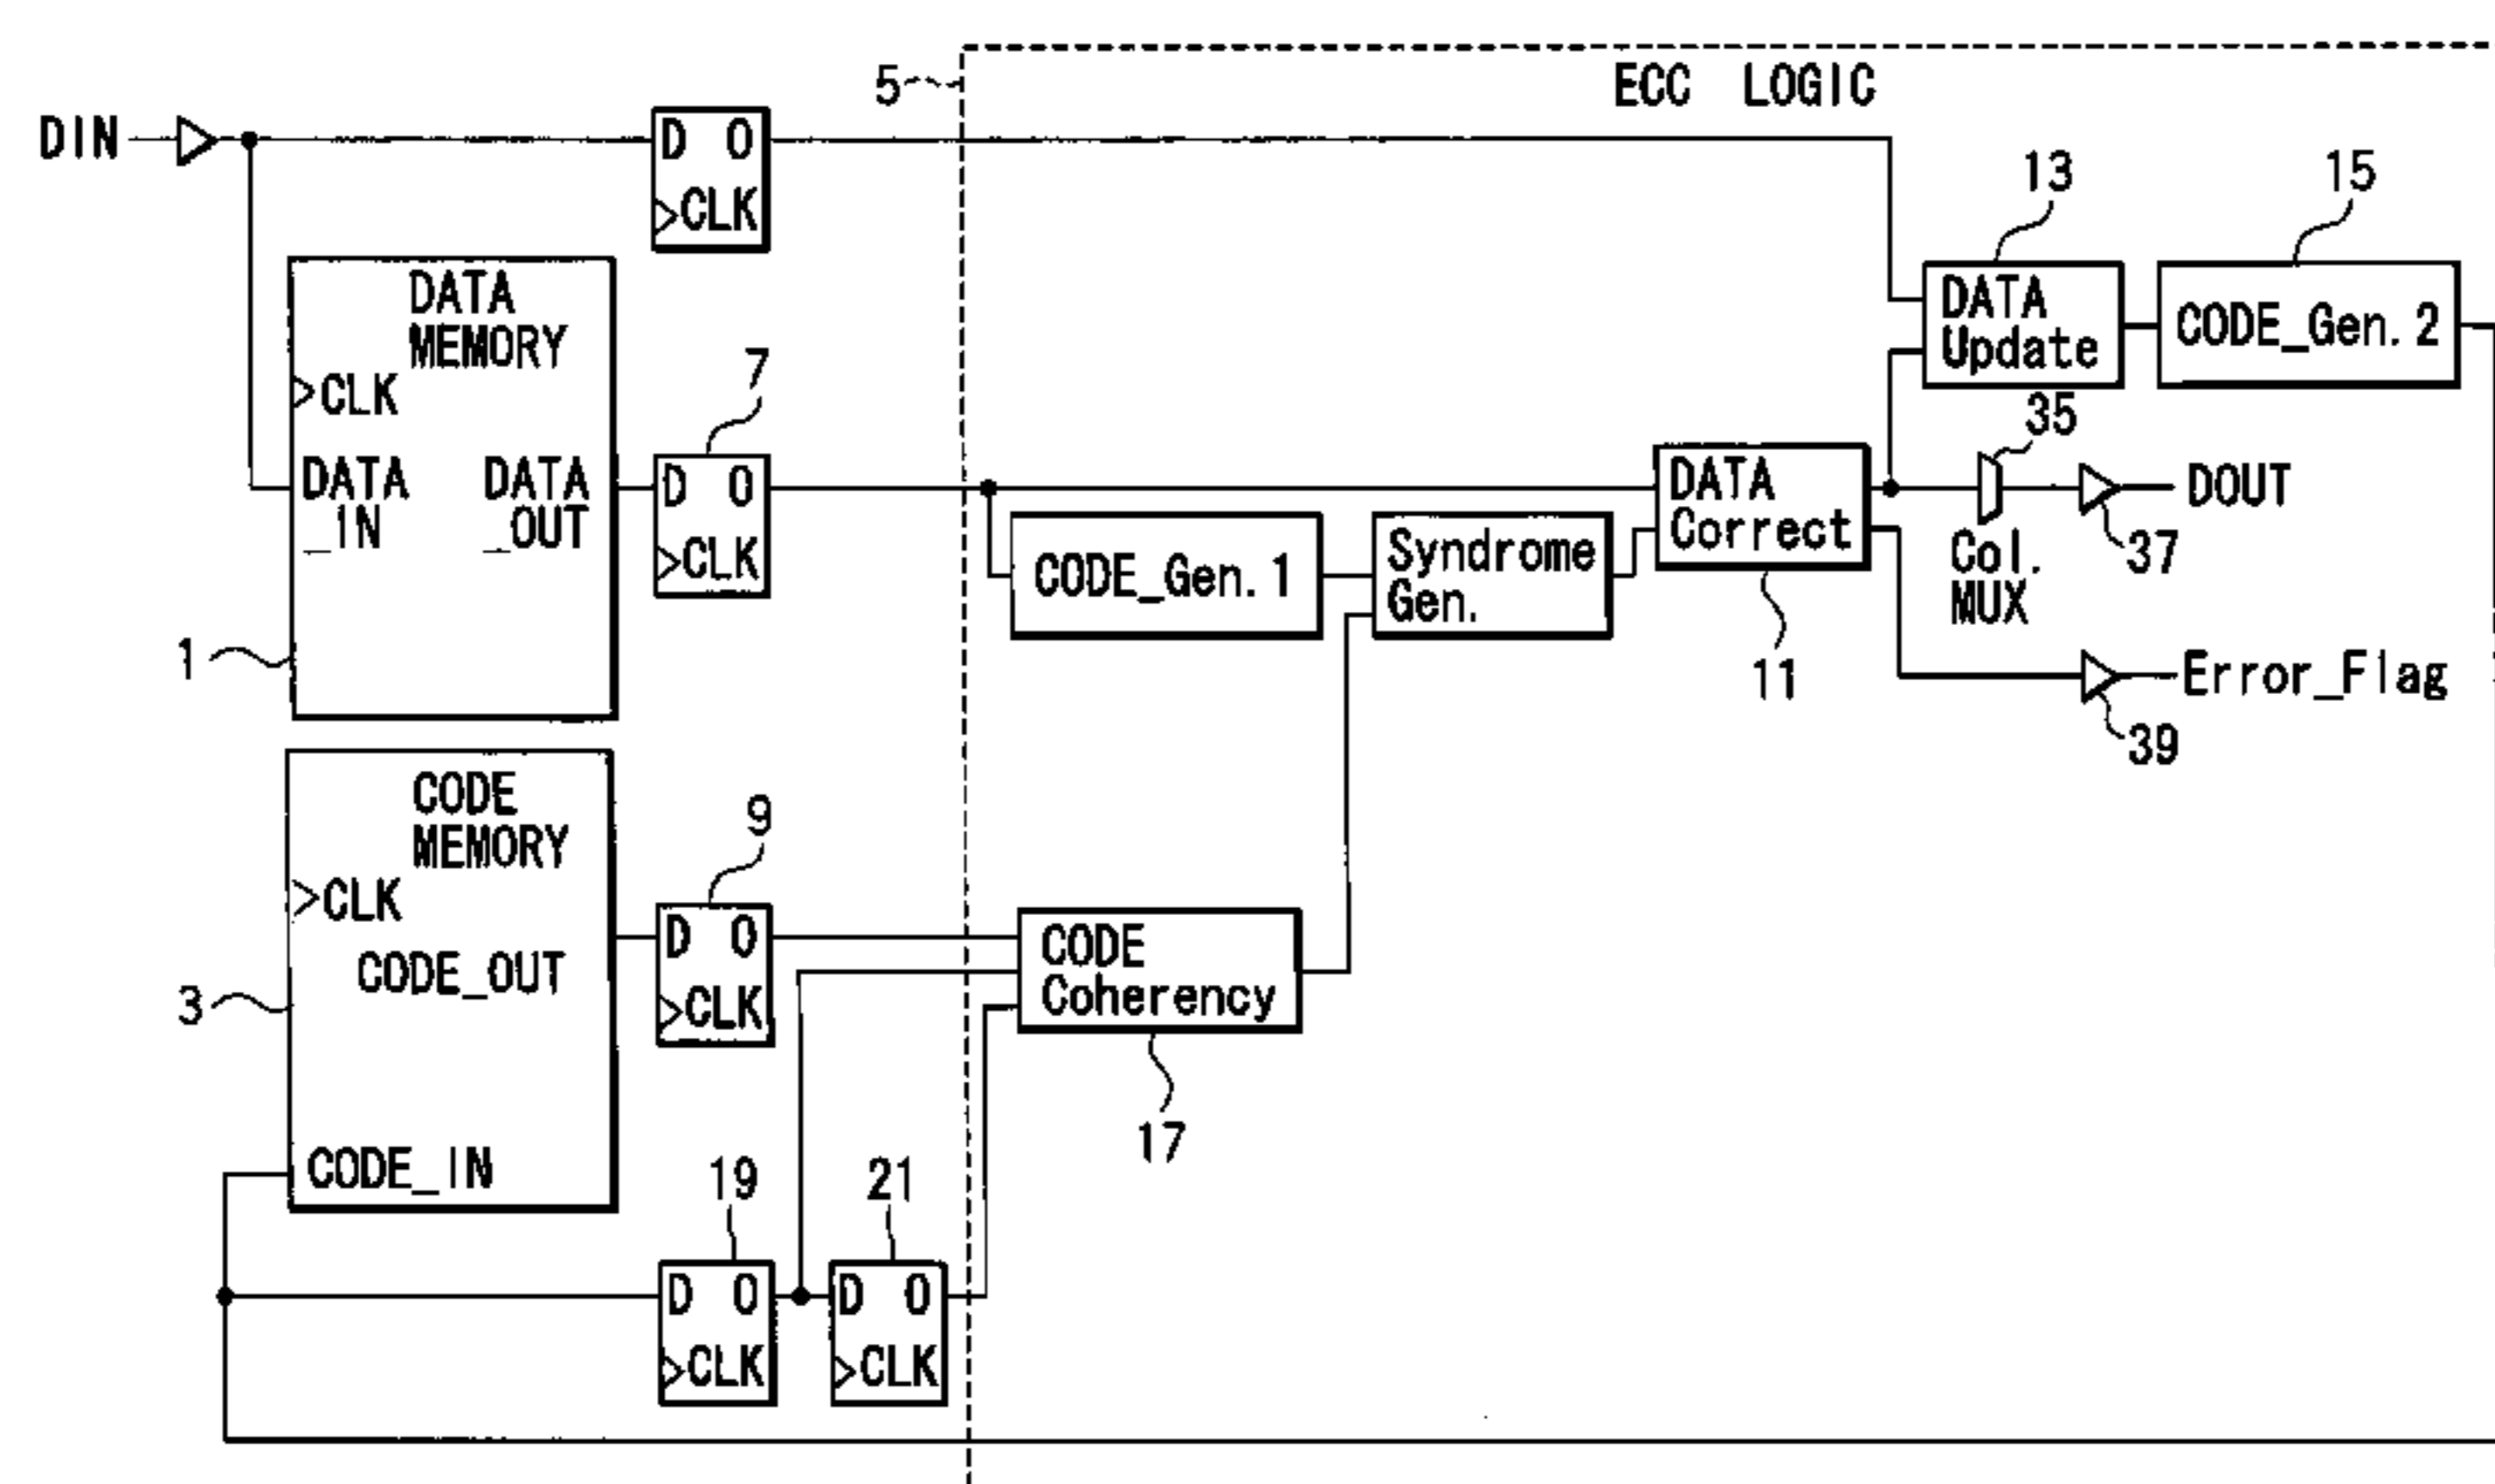 ECC LOGIC
5
DIN
D O
CLK
13
15
DATA
MEMORY
CLK
DATA
_IN
DATA
_OUT
1
7
D O
CLK
DATA
Update
CODE_Gen. 2
35
DATA
Correct
DOUT
37
Col.
MUX
CODE_Gen. 1
Syndrome
Gen.
11
Error_Flag
39
CODE
MEMORY
CLK
CODE_OUT
3
CODE_IN
9
D O
CLK
CODE
Coherency
17
19
21
D O
CLK
D O
CLK